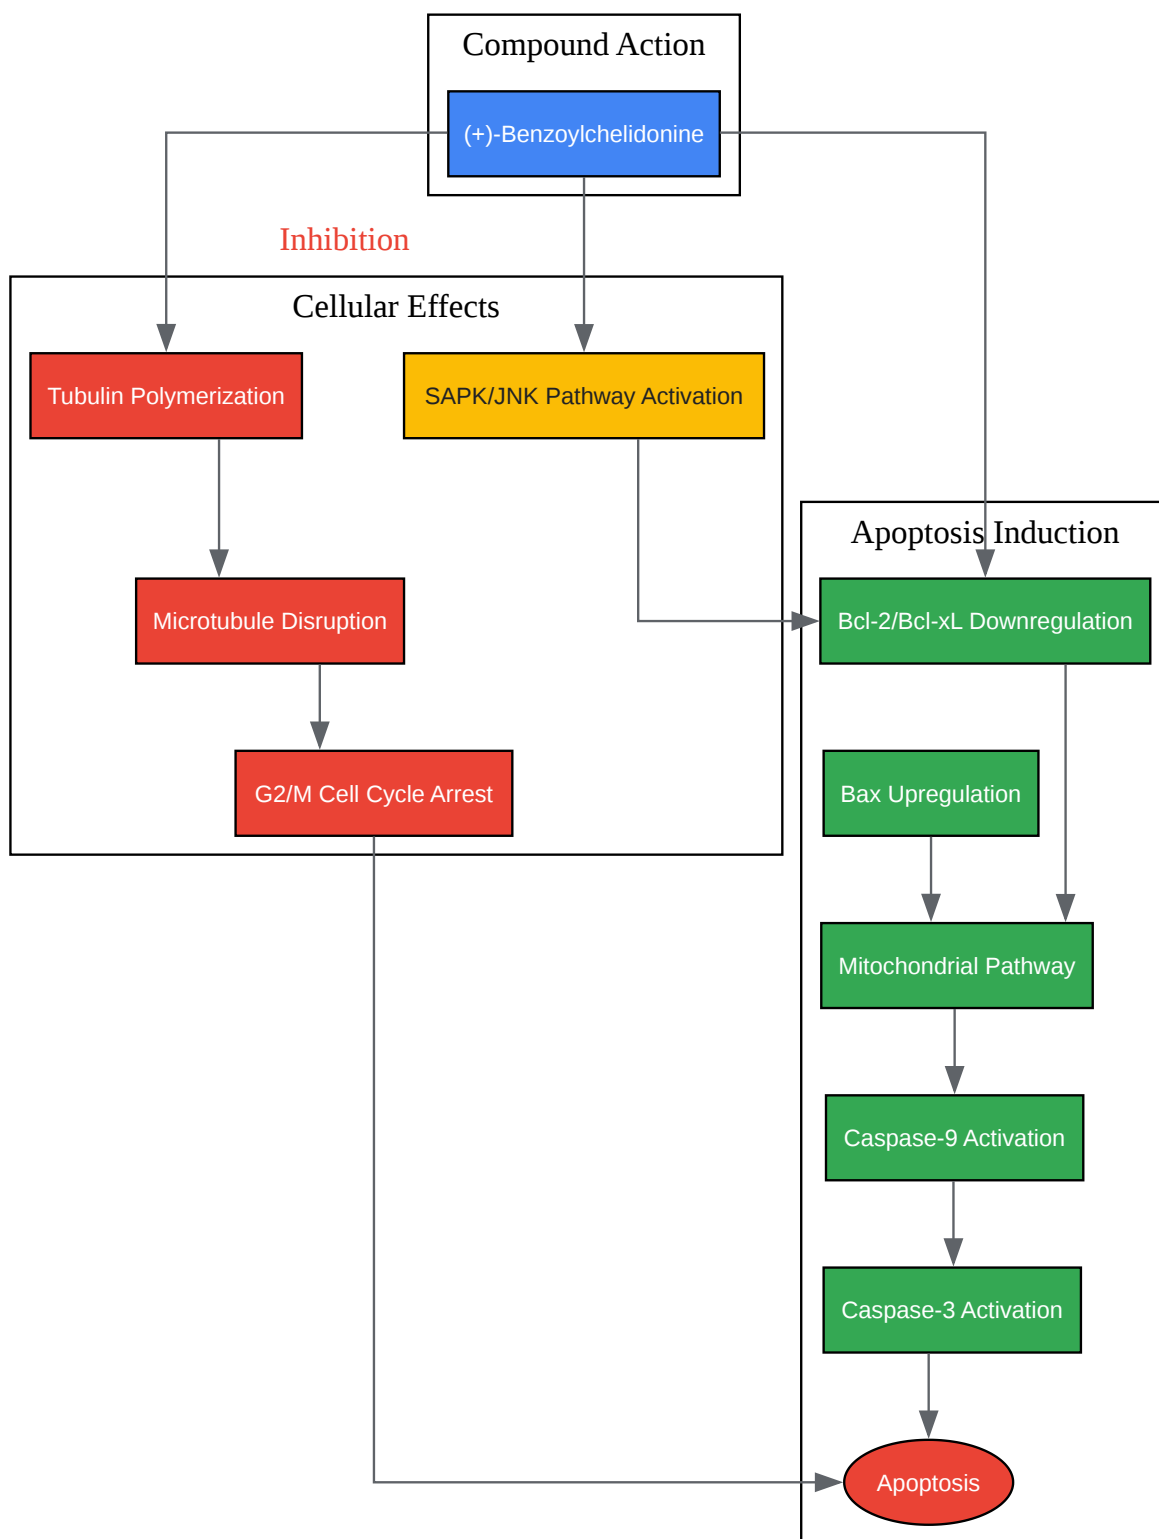 Compound Action
(+)-Benzoylchelidonine
Inhibition
Cellular Effects
Tubulin Polymerization
SAPK/JNK Pathway Activation
Microtubule Disruption
G2/M Cell Cycle Arrest
Apoptosis Induction
Bcl-2/Bcl-xL Downregulation
Bax Upregulation
Mitochondrial Pathway
Caspase-9 Activation
Caspase-3 Activation
Apoptosis